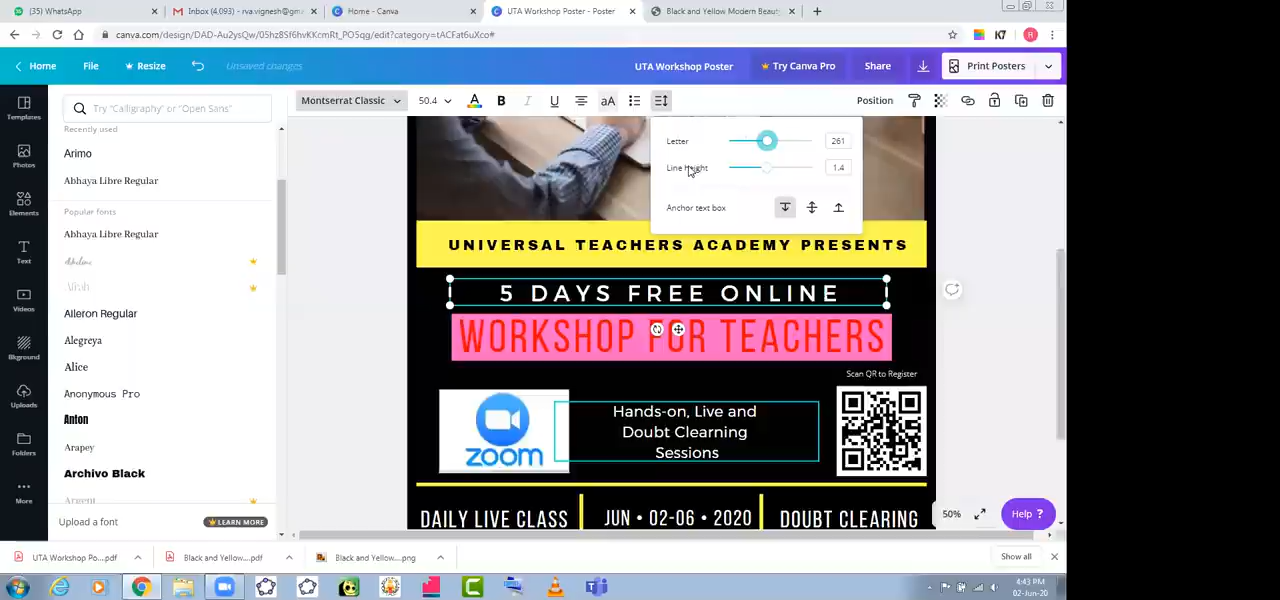 (35) WhatsApp
Inbox (4,093) - rva.vignesh@gm
Home - Canva
UTA Workshop Poster - Poster
Black and Yellow Modern Beaut
canva.com/design/DAD-Au2ysQw/05hz8Sf6hvKKcmRt_PO5qg/edit?category=tACFat6uXco#
K7
R
Home
File
Resize
Unsaved changes
UTA Workshop Poster
Try Canva Pro
Share
Print Posters
Templates
Photos
Elements
Text
Videos
Bkground
Uploads
Folders
More
Try "Calligraphy" or "Open Sans"
Recently used
Arimo
Abhaya Libre Regular
Popular fonts
Abhaya Libre Regular
Alleron Regular
Alegreya
Alice
Anonymous Pro
Anton
Arapey
Archivo Black
Upload a font
LEARN MORE
Montserrat Classic
50.4
A
B
I
U
aA
Position
Letter
261
Line Height
1.4
Anchor text box
UNIVERSAL TEACHERS ACADEMY PRESENTS
5 DAYS FREE ONLINE
WORKSHOP FOR TEACHERS
Scan QR to Register
zoom
Hands-on, Live and
Doubt Clearning
Sessions
DAILY LIVE CLASS
JUN • 02-06 • 2020
DOUBT CLEARING
50%
Help ?
UTA Workshop Po....pdf
Black and Yellow....pdf
Black and Yellow....png
Show all
4:43 PM
02-Jun-20